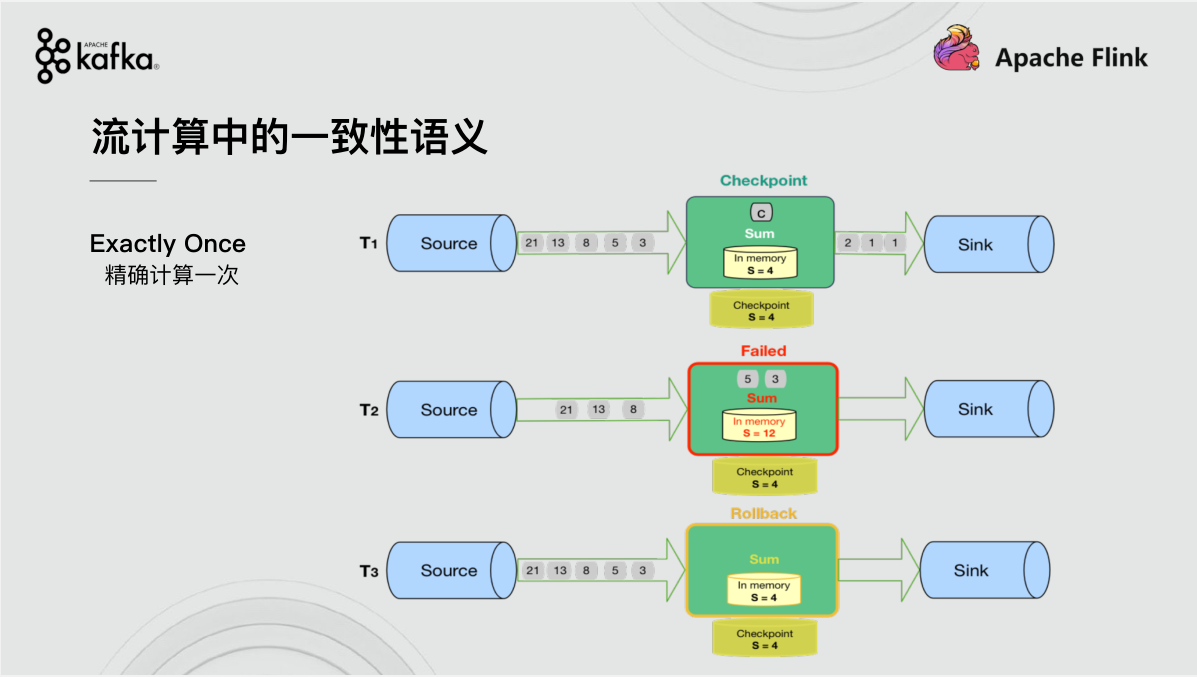 APACHE
kafka®
Apache Flink
流计算中的一致性语义
Exactly Once
精确计算一次
Checkpoint
T1
Source
21 13 8 5 3
C
Sum
In memory
S = 4
2 1 1
Sink
Checkpoint
S = 4
Failed
T2
Source
21 13 8
5 3
Sum
In memory
S = 12
Sink
Checkpoint
S = 4
Rollback
T3
Source
21 13 8 5 3
Sum
In memory
S = 4
Sink
Checkpoint
S = 4